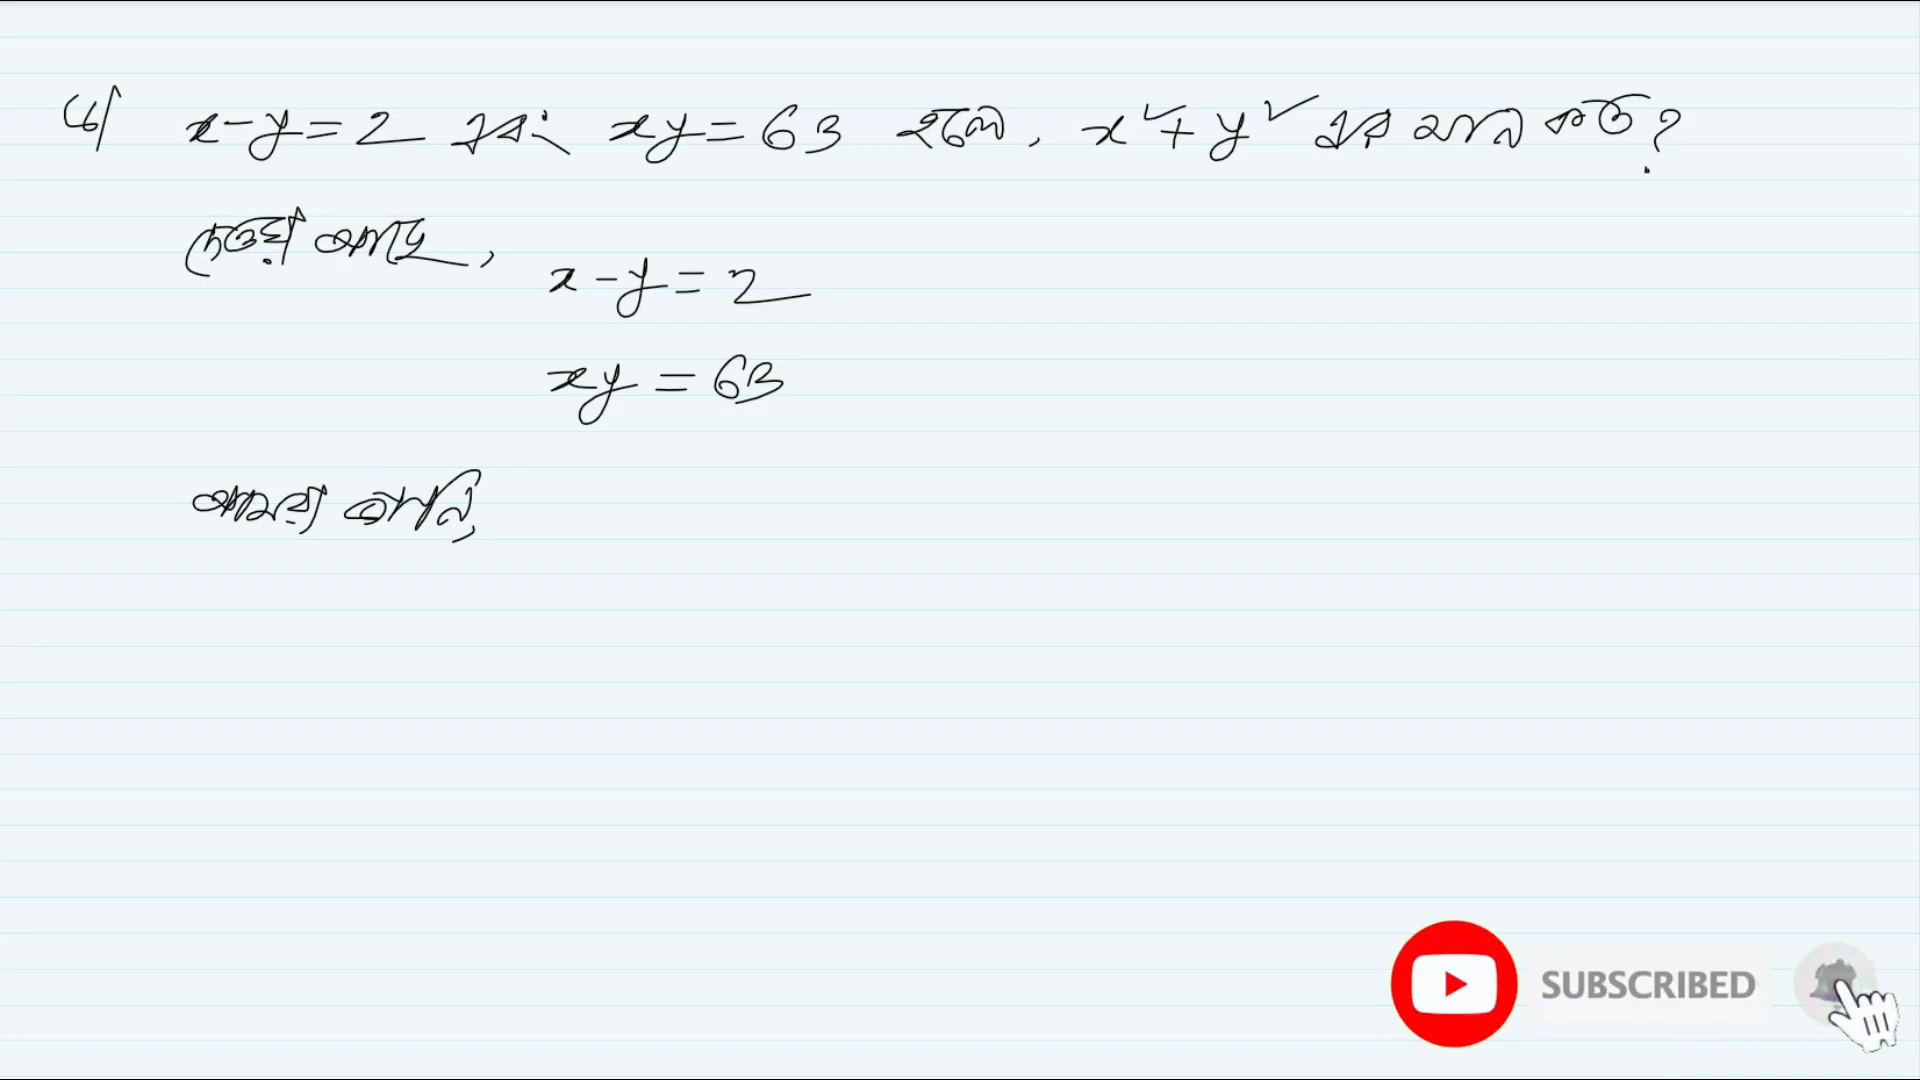 ৫/ x-y=2 এবং xy=63 হলে, x²+y² এর মান কত?
দেওয়া আছে,
x-y=2
xy=63
আমরা জানি,
SUBSCRIBED